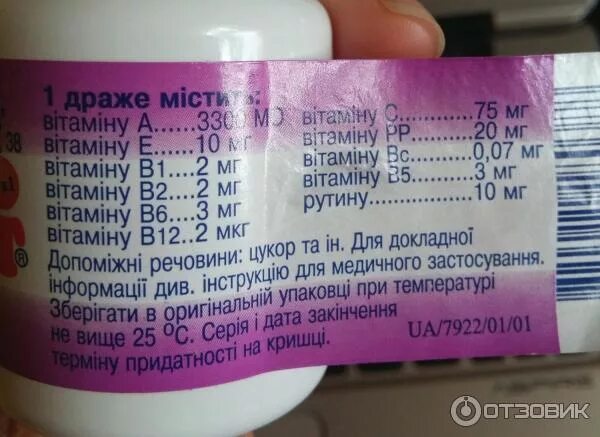 1 драже містить:
вітаміну А......3300 МО
вітаміну Е.......10 мг
вітаміну В1....2 мг
вітаміну В2.....2 мг
вітаміну В6....3 мг
вітаміну В12..2 мкг
вітаміну С............75 мг
вітаміну РР...........20 мг
вітаміну Вс.........0,07 мг
вітаміну В5...........3 мг
рутину................10 мг
Допоміжні речовини: цукор та ін. Для докладної
інформації див. інструкцію для медичного застосування.
Зберігати в оригінальній упаковці при температурі
не вище 25 °С. Серія і дата закінчення
терміну придатності на кришці.
UA/7922/01/01
38
®
ОТЗОВИК